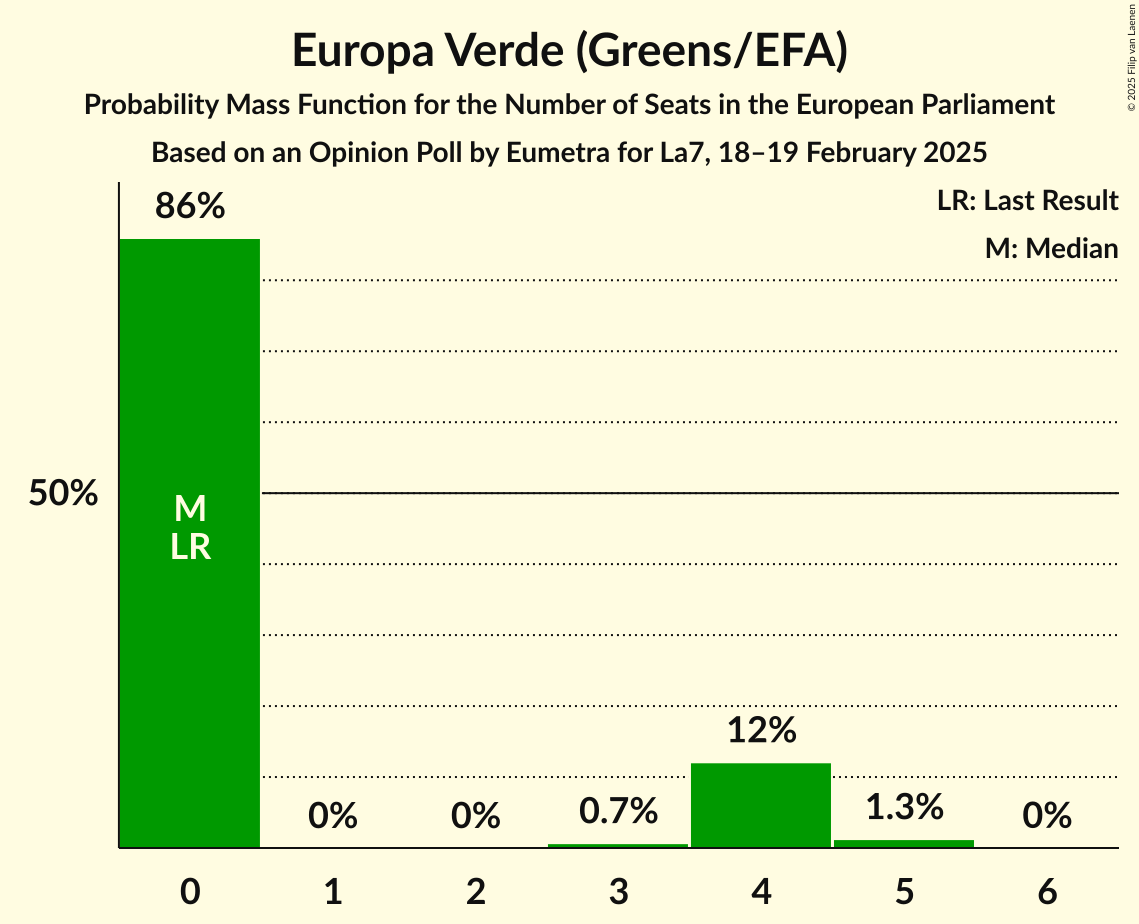 Europa Verde (Greens/EFA)
Probability Mass Function for the Number of Seats in the European Parliament
Based on an Opinion Poll by Eumetra for La7, 18–19 February 2025
© 2025 Filip van Laenen
LR: Last Result
M: Median
86%
50%
M
LR
0%
0%
0.7%
12%
1.3%
0%
0
1
2
3
4
5
6